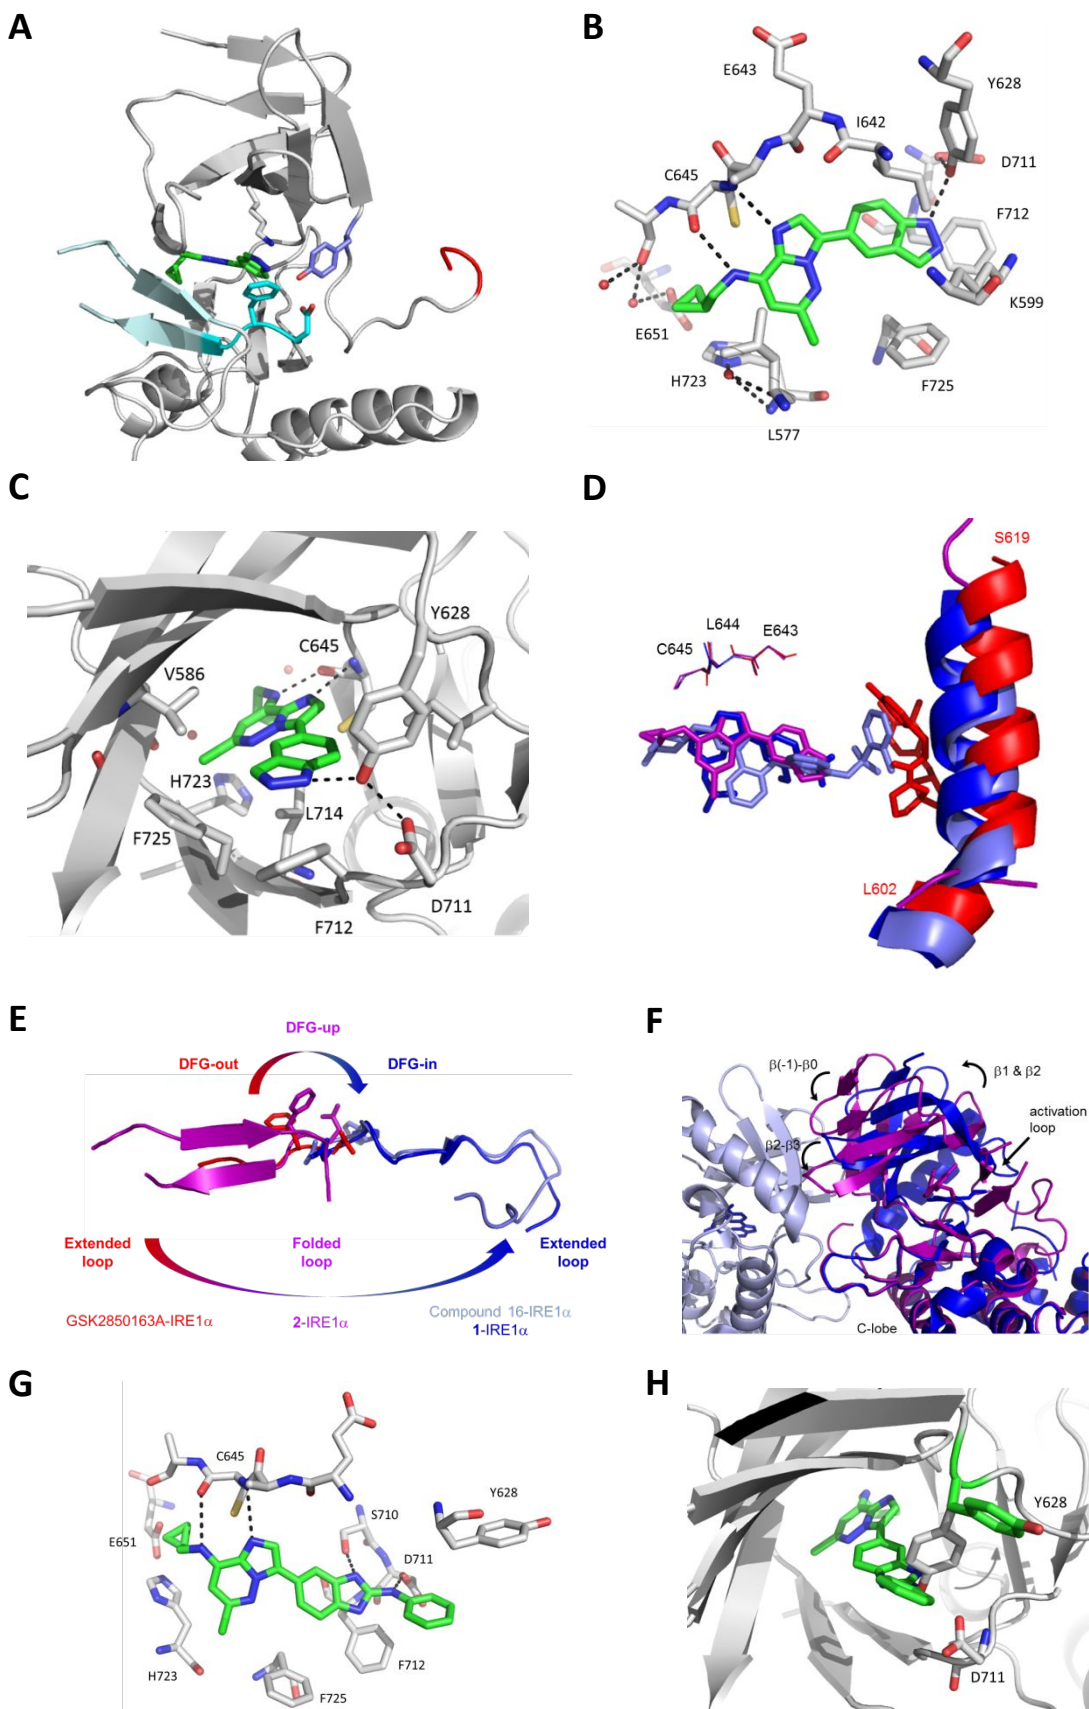 A
B
E643
Y628
I642
D711
C645
F712
K599
E651
H723
F725
L577
C
D
S619
Y628
C645
L644
E643
C645
V586
H723
L714
F725
L602
D711
F712
E
F
DFG-up
DFG-out
DFG-in
β(-1)-β0
β1 & β2
activation
loop
β2-β3
Extended
loop
Folded
loop
Extended
loop
GSK2850163A-IRE1α
2-IRE1α
Compound 16-IRE1α
1-IRE1α
C-lobe
G
H
C645
Y628
S710
E651
D711
Y628
H723
F712
F725
D711